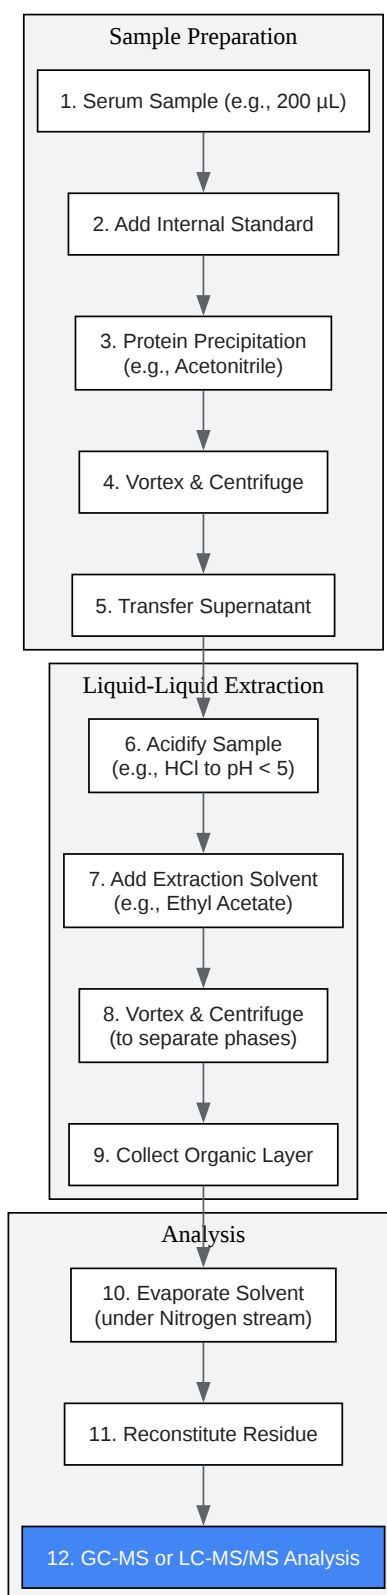 Sample Preparation
1. Serum Sample (e.g., 200 µL)
2. Add Internal Standard
3. Protein Precipitation
(e.g., Acetonitrile)
4. Vortex & Centrifuge
5. Transfer Supernatant
Liquid-Liquid Extraction
6. Acidify Sample
(e.g., HCl to pH < 5)
7. Add Extraction Solvent
(e.g., Ethyl Acetate)
8. Vortex & Centrifuge
(to separate phases)
9. Collect Organic Layer
Analysis
10. Evaporate Solvent
(under Nitrogen stream)
11. Reconstitute Residue
12. GC-MS or LC-MS/MS Analysis